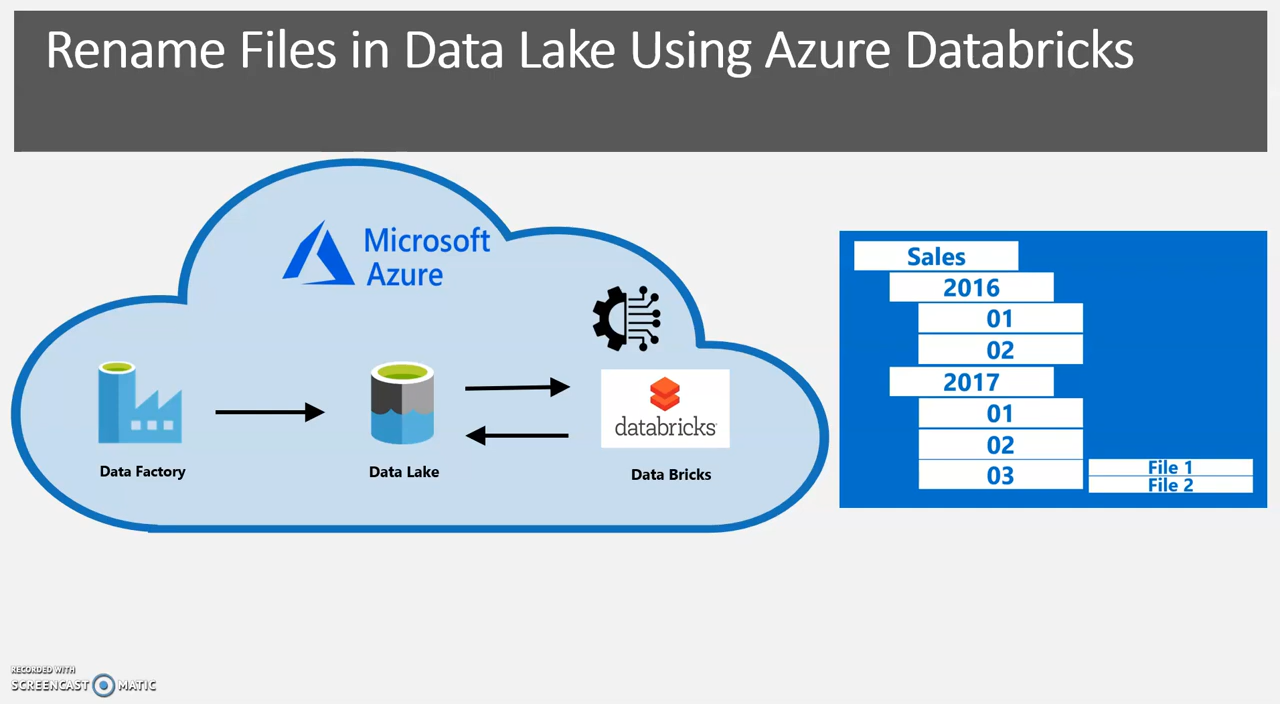 Rename Files in Data Lake Using Azure Databricks
Microsoft
Azure
databricks
Data Factory
Data Lake
Data Bricks
Sales
2016
01
02
2017
01
02
03
File 1
File 2
RECORDED WITH
SCREENCAST MATIC